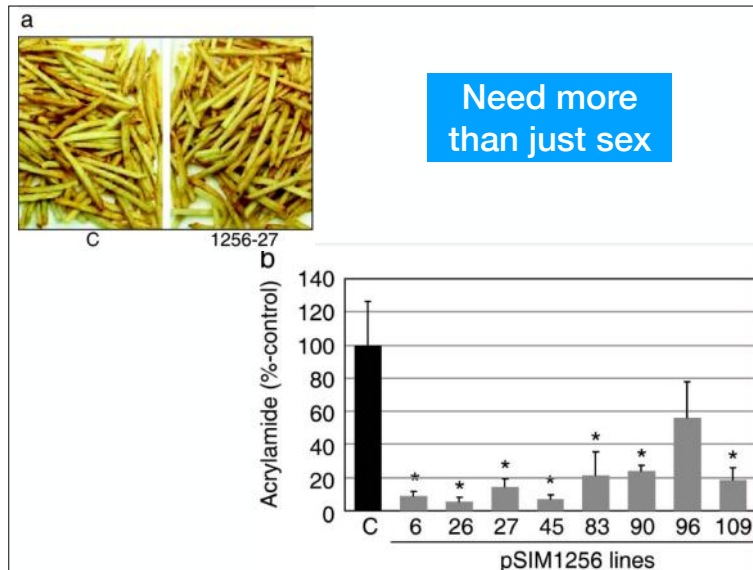 a
Need more
than just sex
C 1256-27
b
Acrylamide (%-control)
140
120
100
80
60
40
20
0
* * * * * * *
C 6 26 27 45 83 90 96 109
pSIM1256 lines